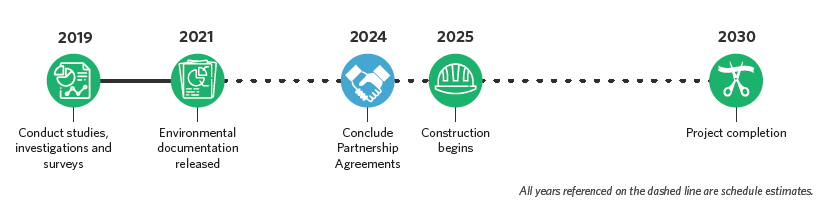 2019
2021
2024
2025
2030
Conduct studies,
investigations and
surveys
Environmental
documentation
released
Conclude
Partnership
Agreements
Construction
begins
Project completion
All years referenced on the dashed line are schedule estimates.